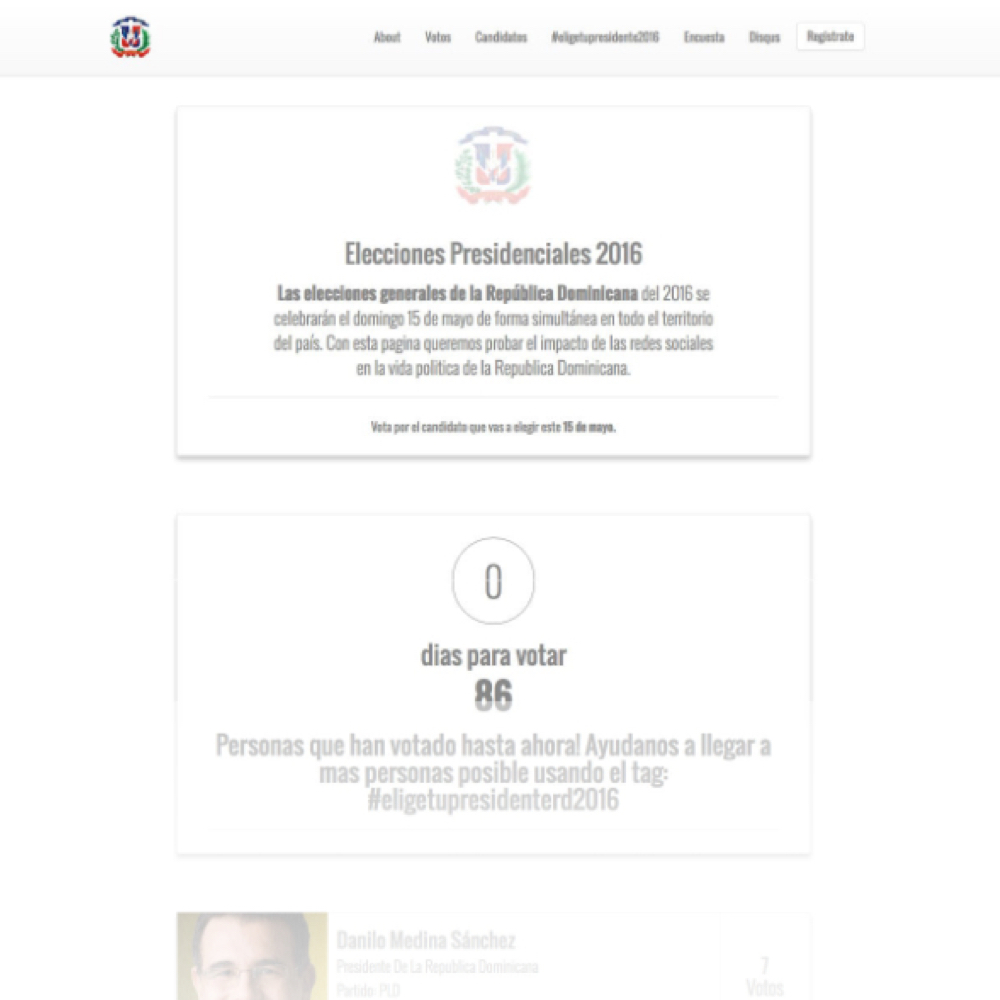 About Votos Candidatos #eligetupresidente2016 Encuesta Disqus Registrate
Elecciones Presidenciales 2016
Las elecciones generales de la República Dominicana del 2016 se
celebrarán el domingo 15 de mayo de forma simultánea en todo el territorio
del país. Con esta pagina queremos probar el impacto de las redes sociales
en la vida politica de la Republica Dominicana.
Vota por el candidato que vas a elegir este 15 de mayo.
0
dias para votar
86
Personas que han votado hasta ahora! Ayudanos a llegar a
mas personas posible usando el tag:
#eligetupresidenterd2016
Danilo Medina Sánchez
Presidente De La Republica Dominicana
Partido: PLD
7
Votos